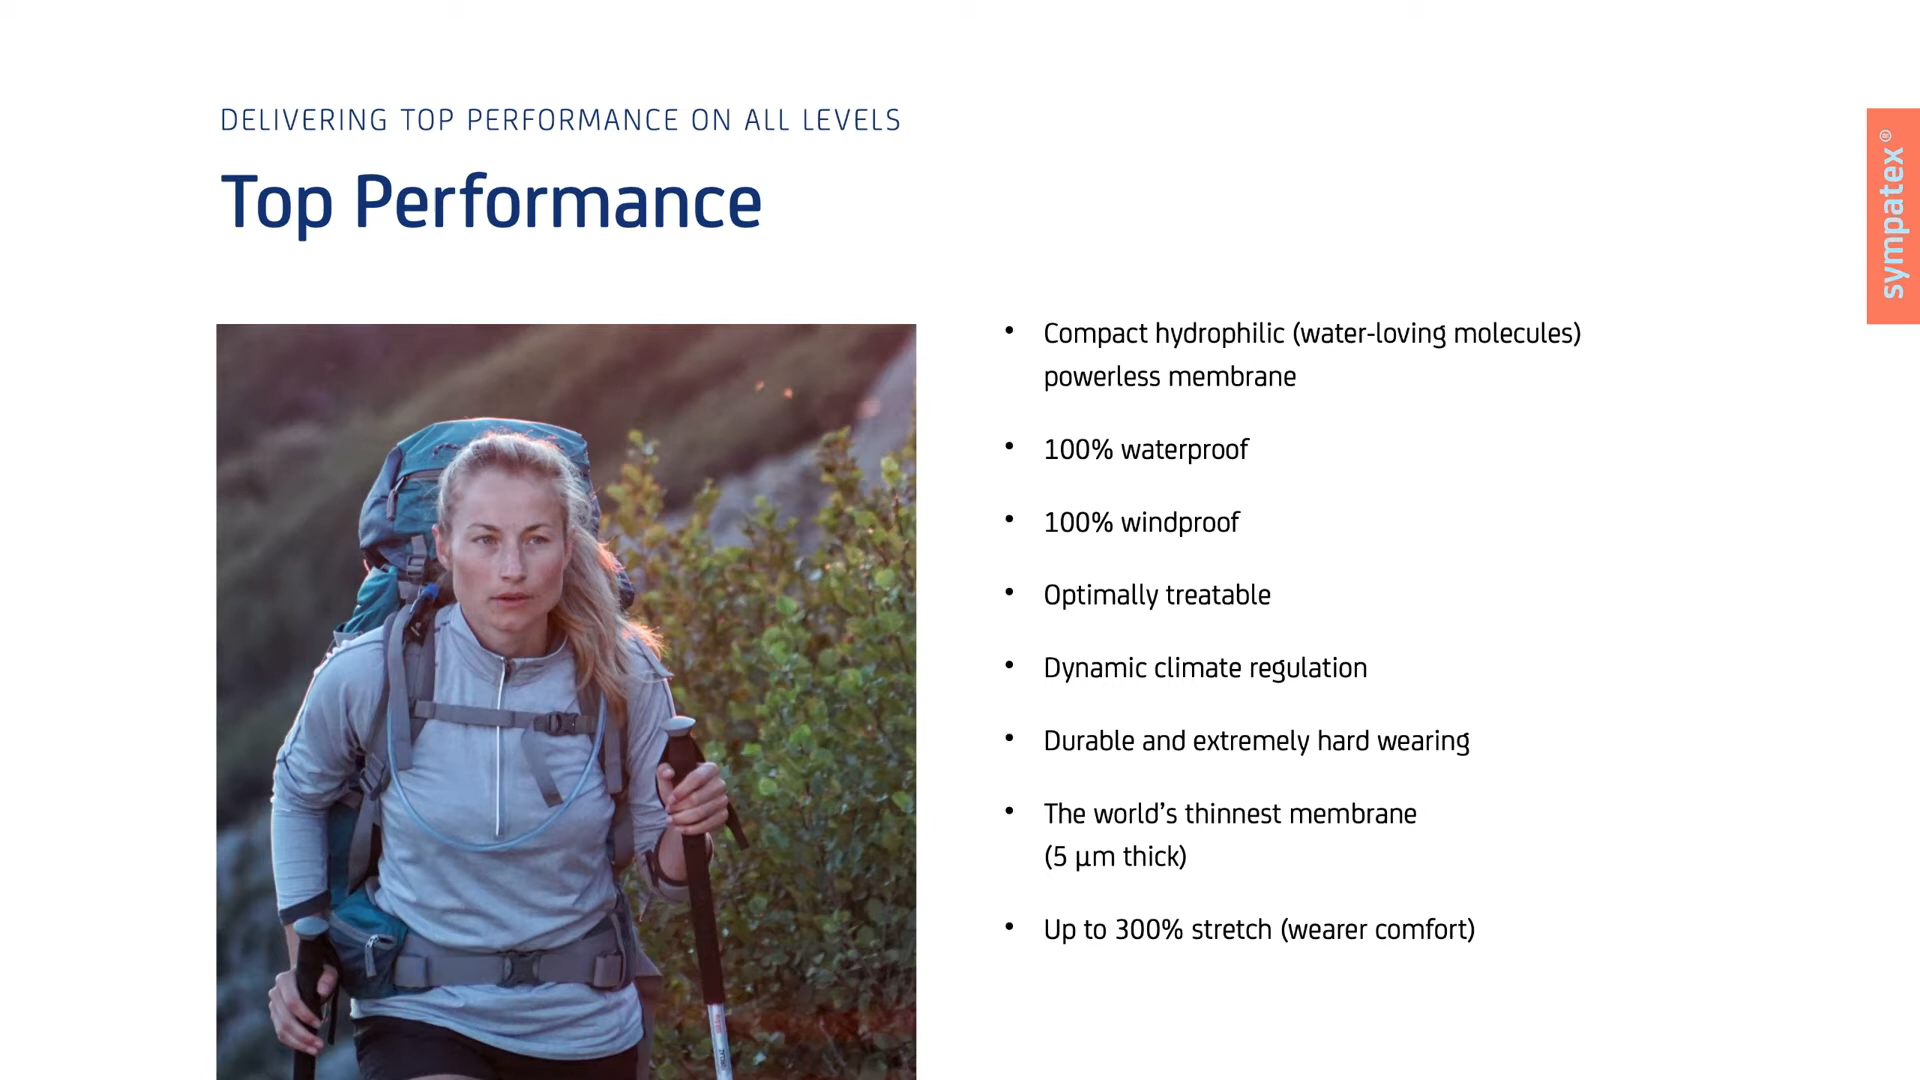 DELIVERING TOP PERFORMANCE ON ALL LEVELS
Top Performance
sympatex®
• Compact hydrophilic (water-loving molecules)
powerless membrane
• 100% waterproof
• 100% windproof
• Optimally treatable
• Dynamic climate regulation
• Durable and extremely hard wearing
• The world’s thinnest membrane
(5 µm thick)
• Up to 300% stretch (wearer comfort)